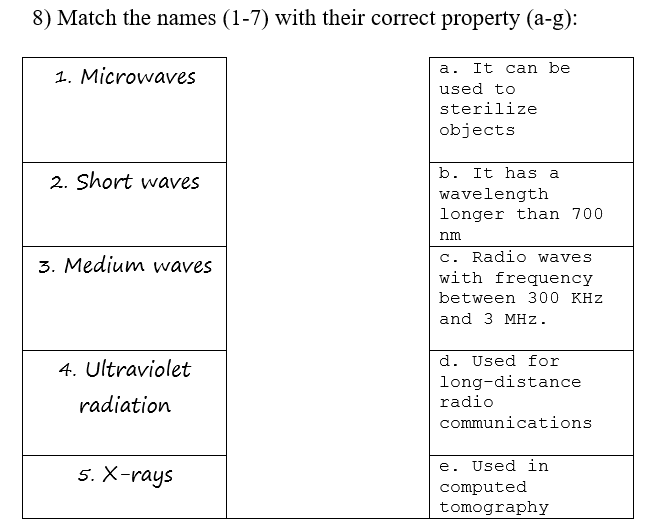 8) Match the names (1-7) with their correct property (a-g):
1. Microwaves
a. It can be
used to
sterilize
objects
2. Short waves
b. It has a
wavelength
longer than 700
nm
3. Medium waves
c. Radio waves
with frequency
between 300 KHz
and 3 MHz.
4. Ultraviolet
radiation
d. Used for
long-distance
radio
communications
5. X-rays
e. Used in
computed
tomography